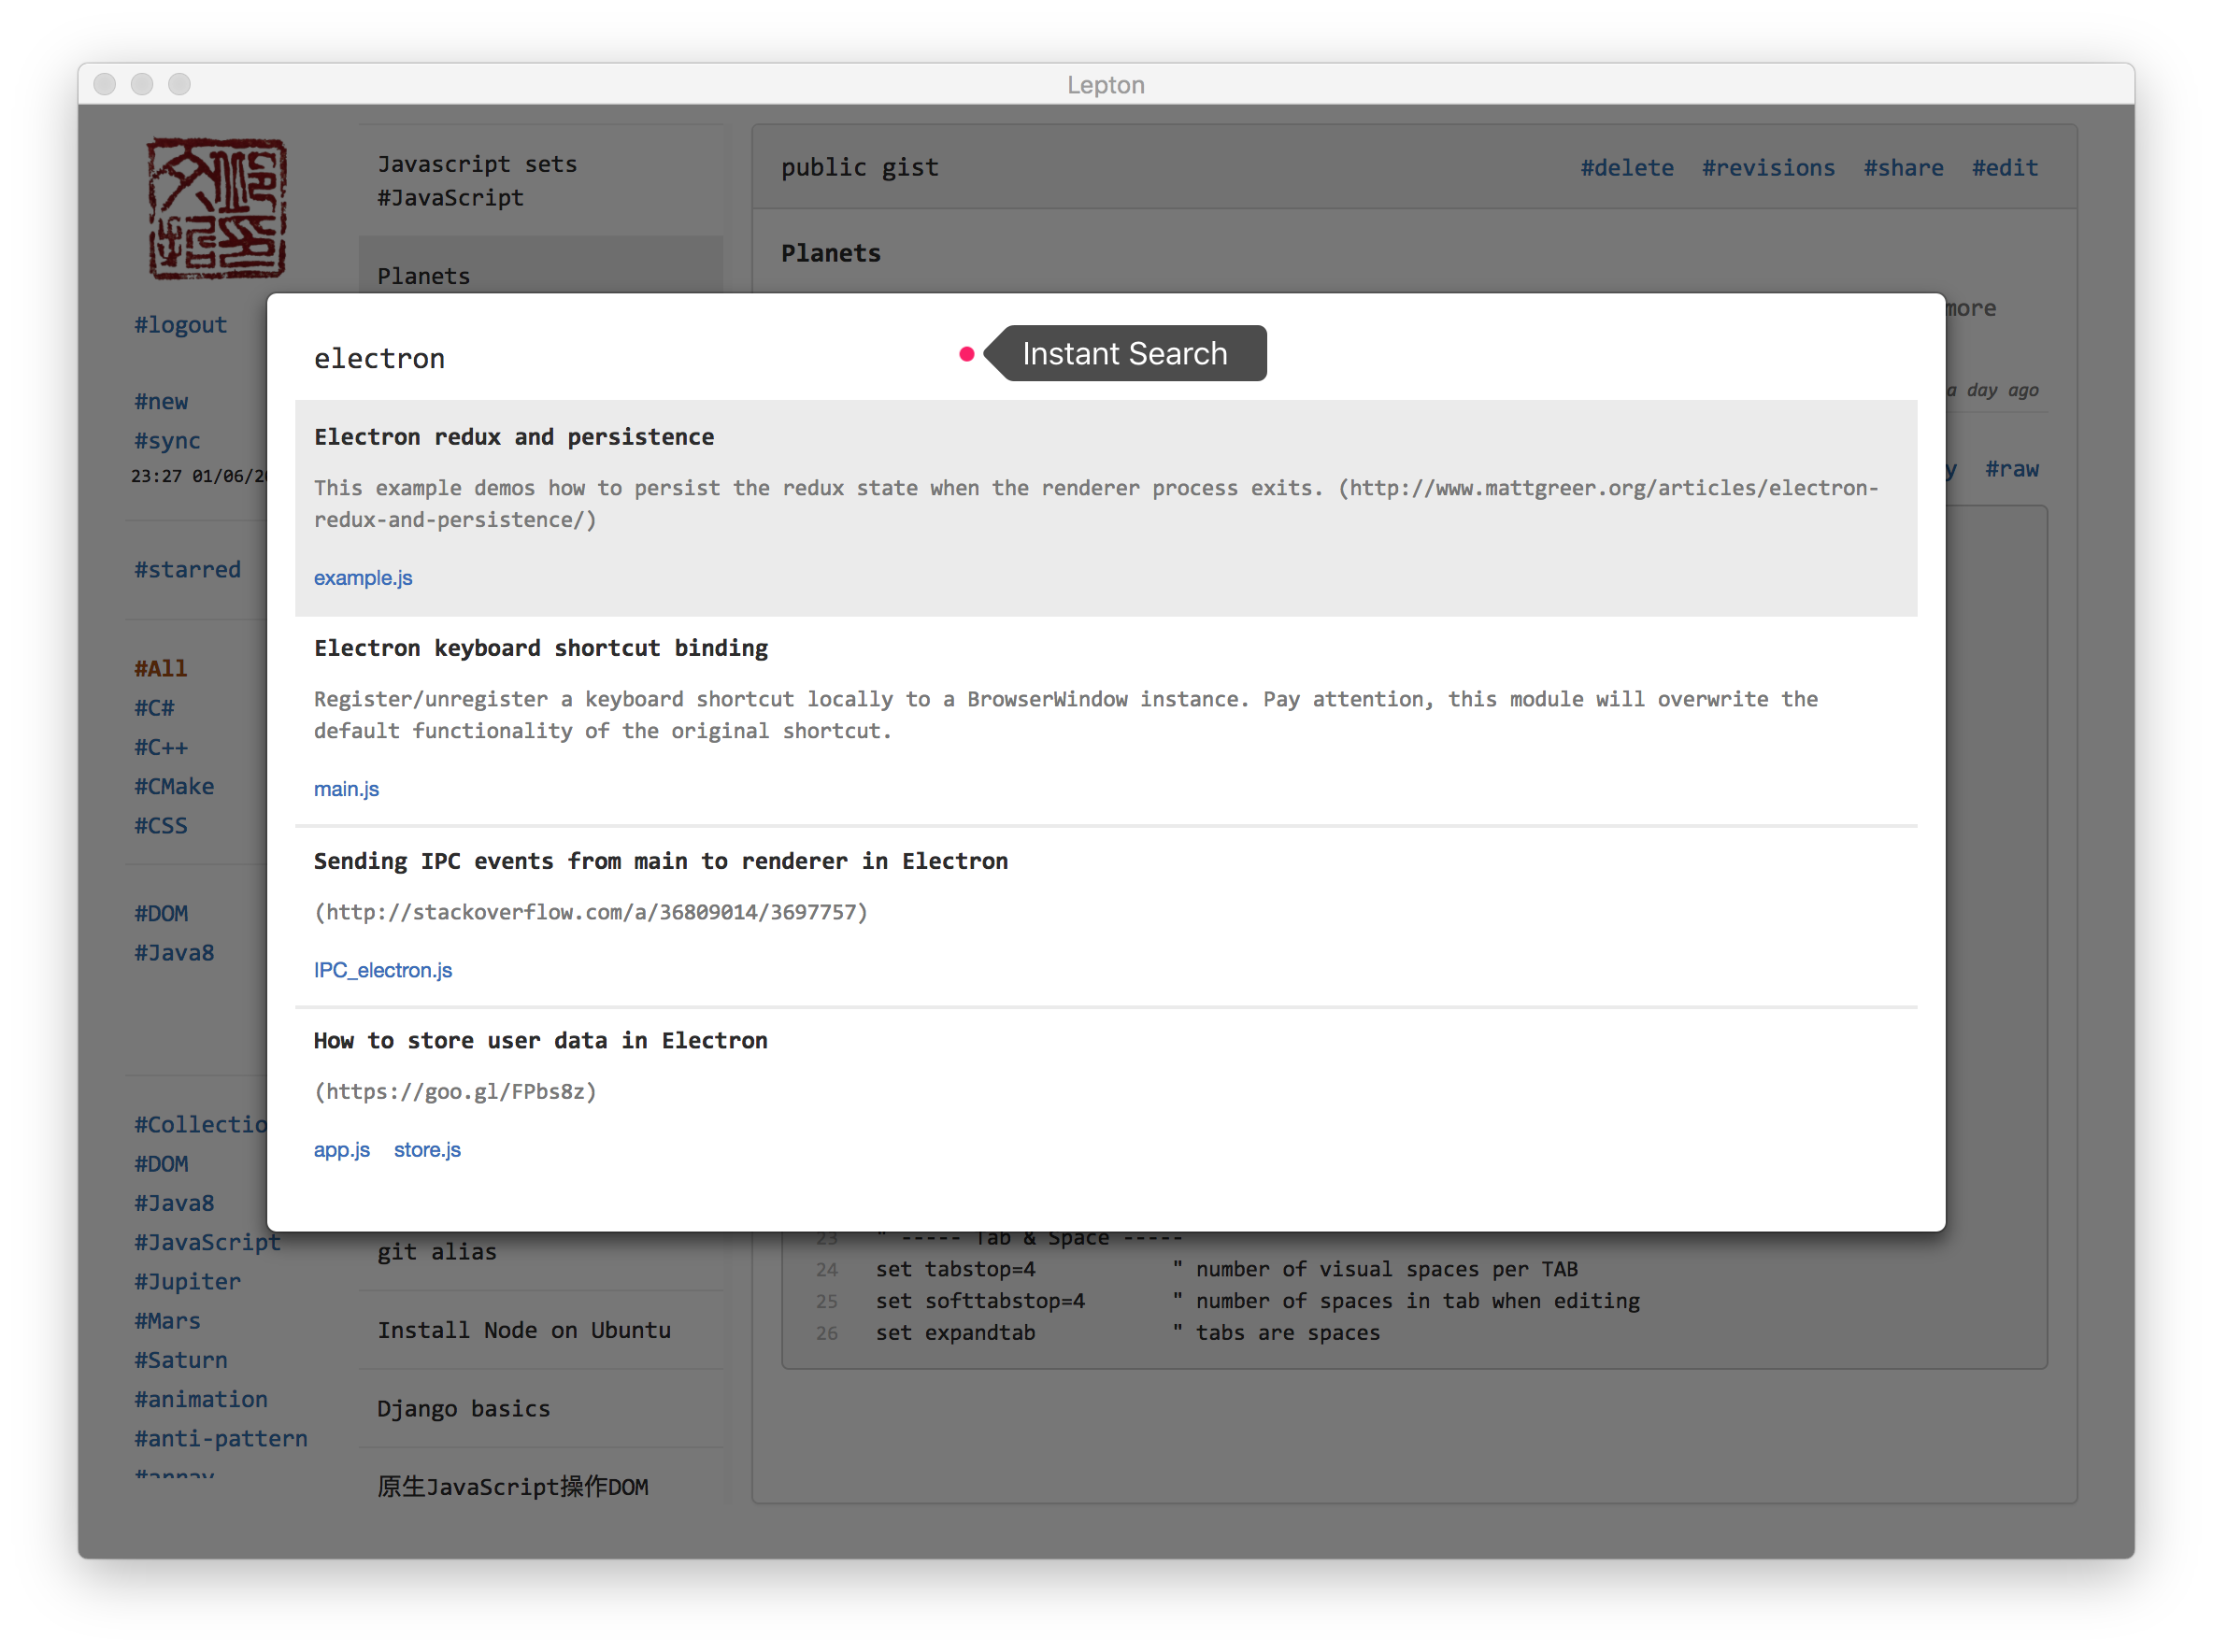 Lepton
#logout
#new
#sync
23:27 01/06/20
#starred
#All
#C#
#C++
#CMake
#CSS
#DOM
#Java8
#Collectio
#DOM
#Java8
#JavaScript
#Jupiter
#Mars
#Saturn
#animation
#anti-pattern
#array
Javascript sets
#JavaScript
Planets
git alias
Install Node on Ubuntu
Django basics
原生JavaScript操作DOM
public gist
#delete #revisions #share #edit
Planets
more
a day ago
y #raw
electron
Instant Search
Electron redux and persistence
This example demos how to persist the redux state when the renderer process exits. (http://www.mattgreer.org/articles/electron-
redux-and-persistence/)
example.js
Electron keyboard shortcut binding
Register/unregister a keyboard shortcut locally to a BrowserWindow instance. Pay attention, this module will overwrite the
default functionality of the original shortcut.
main.js
Sending IPC events from main to renderer in Electron
(http://stackoverflow.com/a/36809014/3697757)
IPC_electron.js
How to store user data in Electron
(https://goo.gl/FPbs8z)
app.js store.js
23 " ----- Tab & Space -----
24 set tabstop=4 " number of visual spaces per TAB
25 set softtabstop=4 " number of spaces in tab when editing
26 set expandtab " tabs are spaces